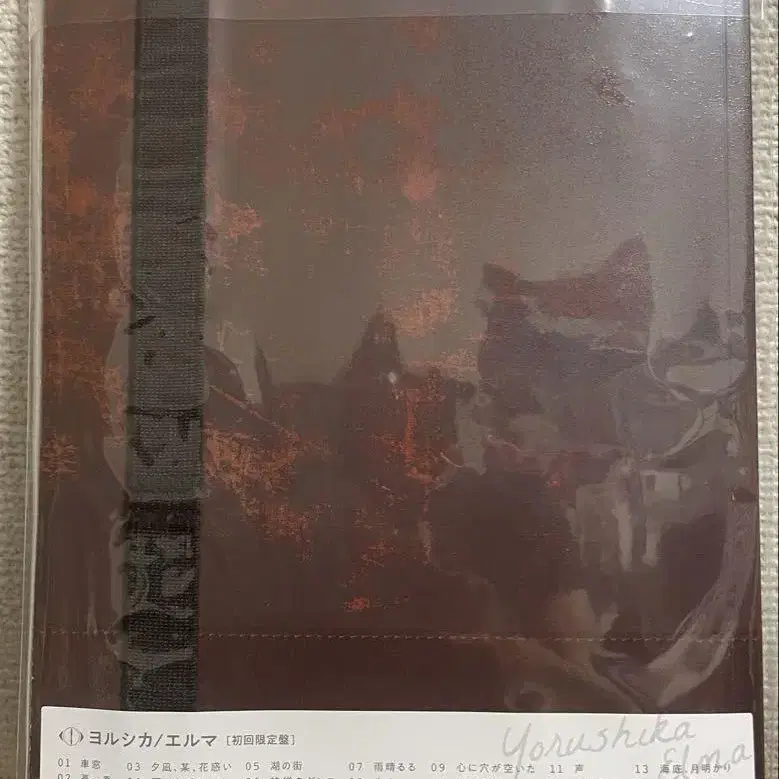 ヨルシカ/エルマ [初回限定盤]
Yorushika
Elma
01 車窓 03 夕凪、某、花惑い 05 湖の街 07 雨晴るる 09 心に穴が空いた 11 声 13 海底、月明かり
02